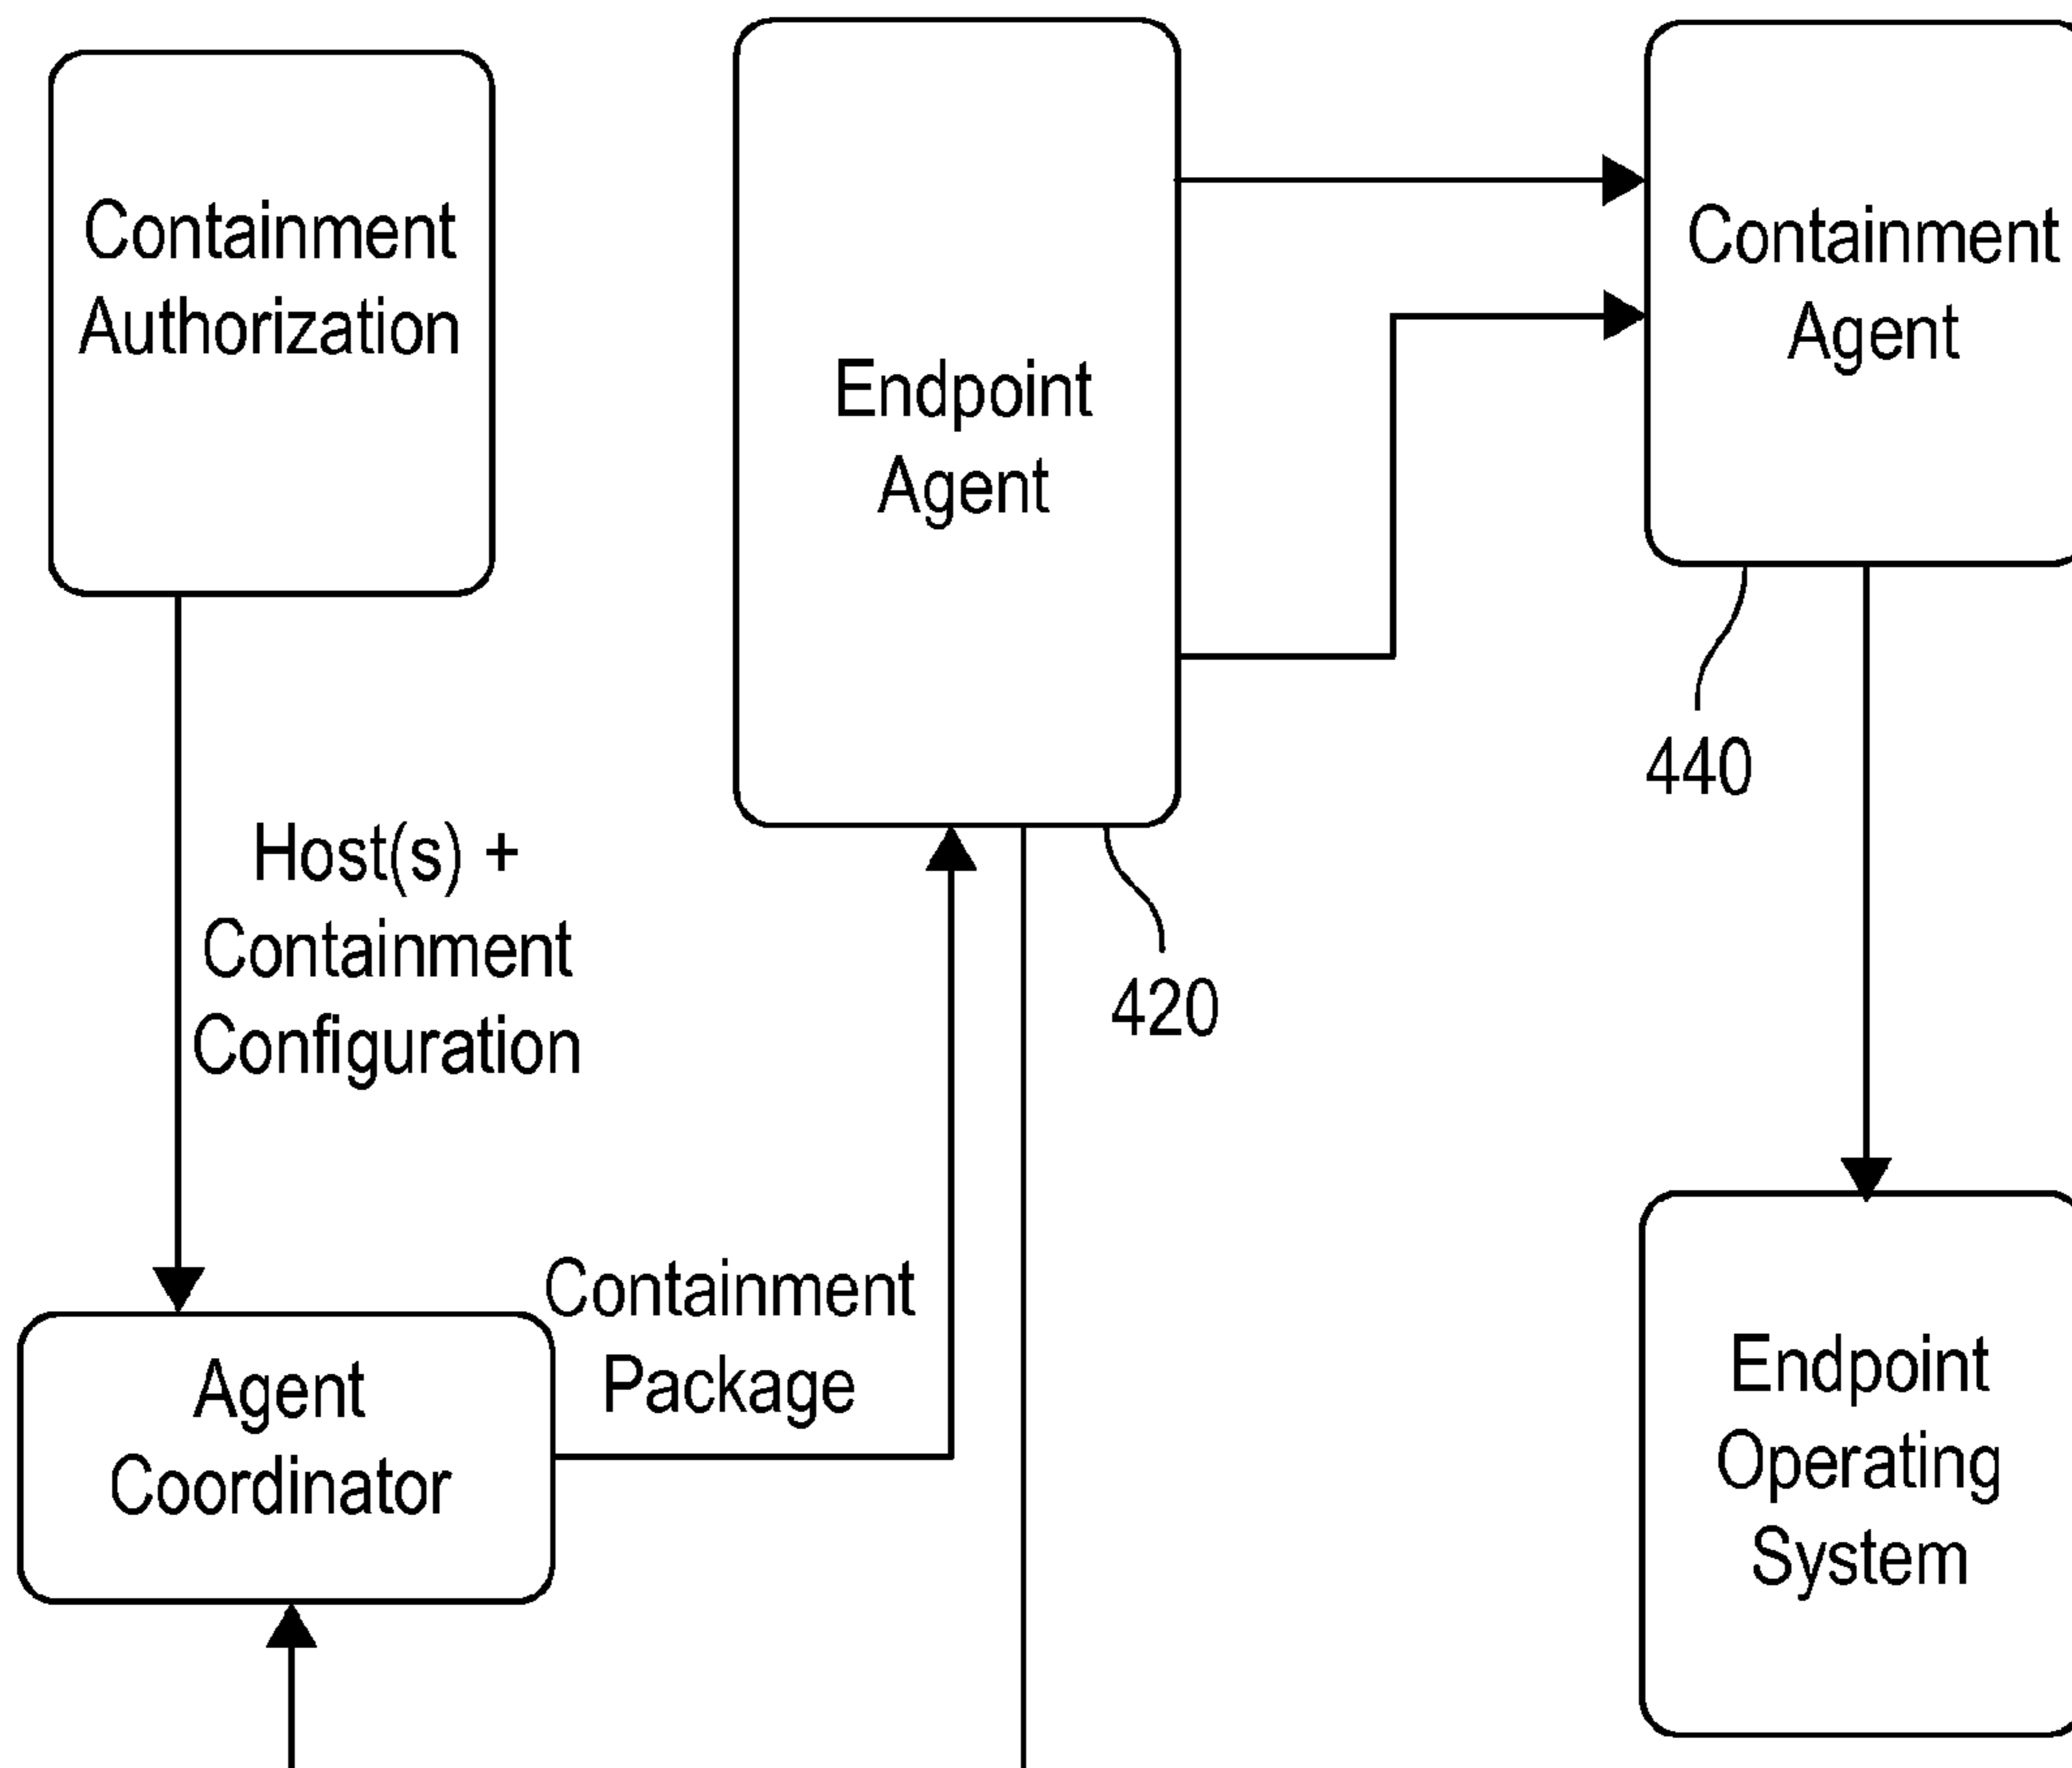 Containment
Authorization
Endpoint
Agent
Containment
Agent
440
420
Host(s) +
Containment
Configuration
Containment
Package
Agent
Coordinator
Endpoint
Operating
System